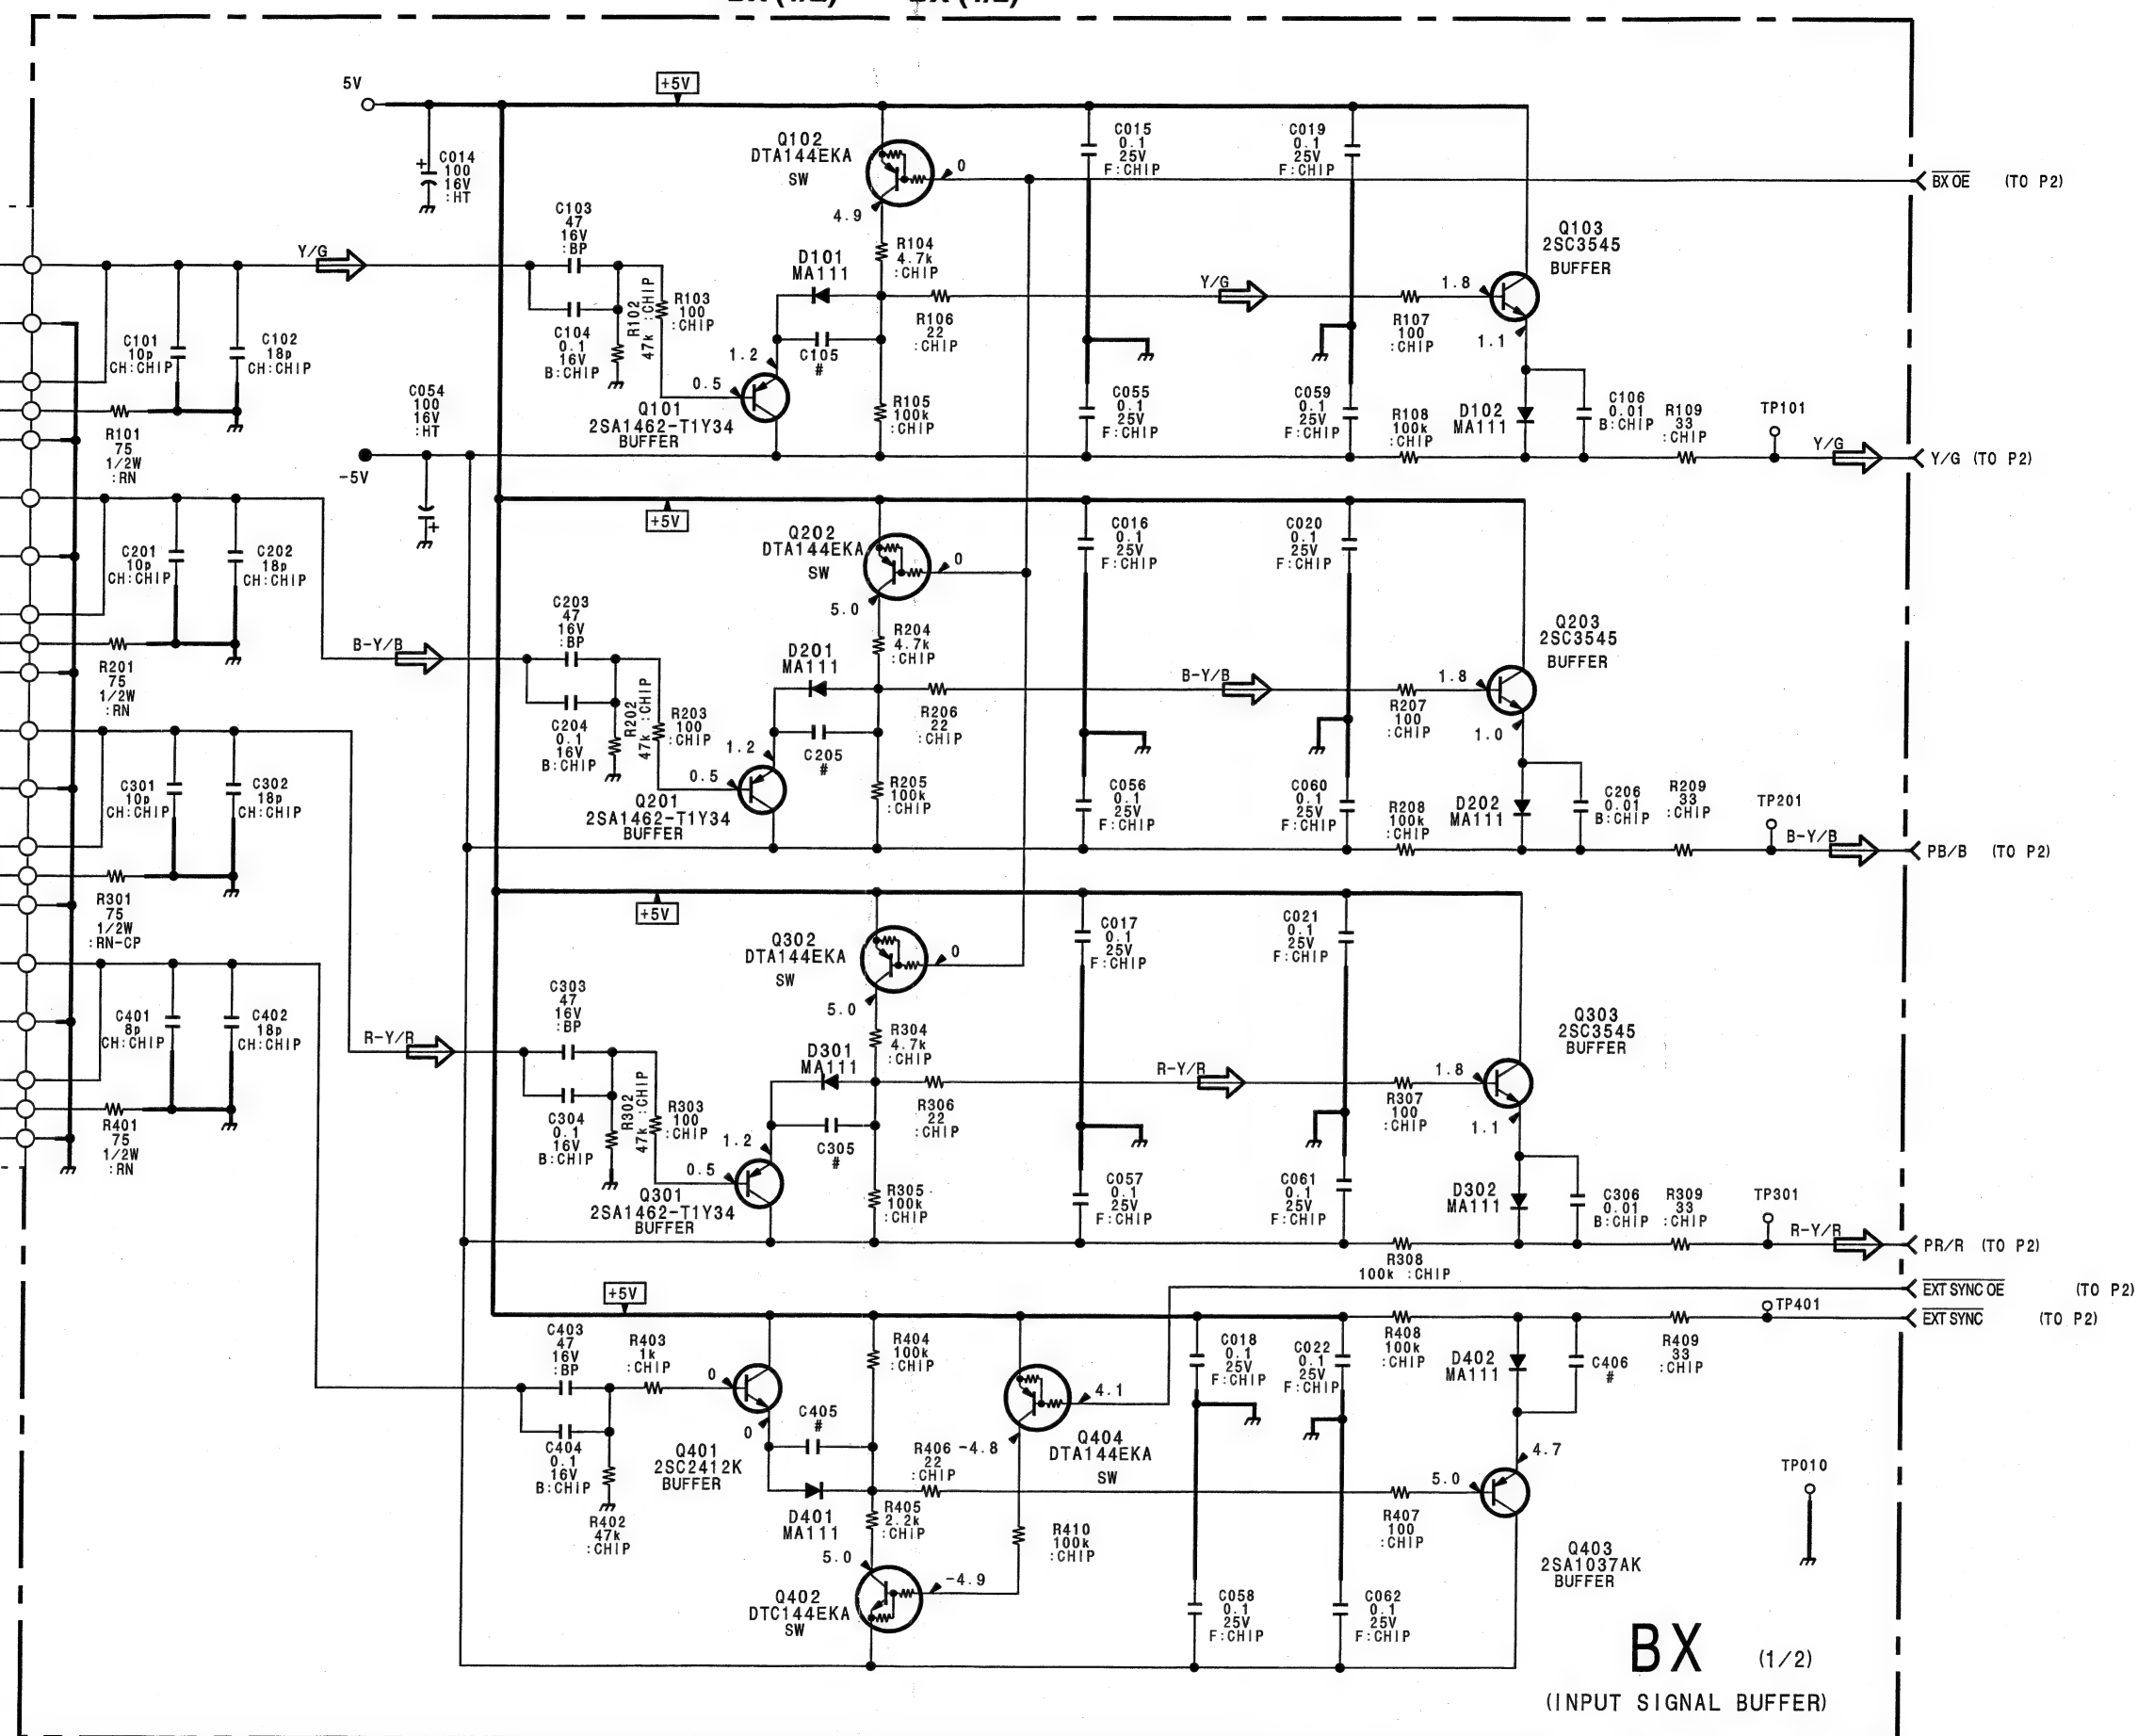 5V
+5V
C014
100
16V
:HT
Q102
DTA144EKA
SW
0
4.9
C015
0.1
25V
F:CHIP
C019
0.1
25V
F:CHIP
BX OE (TO P2)
Y/G
C103
47
16V
:BP
C104
0.1
16V
B:CHIP
R102
47k :CHIP
R103
100
:CHIP
D101
MA111
R104
4.7k
:CHIP
C105
#
R106
22
:CHIP
Y/G
R107
100
:CHIP
1.8
Q103
2SC3545
BUFFER
1.1
C101
10p
CH:CHIP
C102
18p
CH:CHIP
R101
75
1/2W
:RN
C054
100
16V
:HT
-5V
1.2
0.5
Q101
2SA1462-T1Y34
BUFFER
R105
100k
:CHIP
C055
0.1
25V
F:CHIP
C059
0.1
25V
F:CHIP
R108
100k
:CHIP
D102
MA111
C106
0.01
B:CHIP
R109
33
:CHIP
TP101
Y/G
Y/G (TO P2)
+5V
Q202
DTA144EKA
SW
0
5.0
C016
0.1
25V
F:CHIP
C020
0.1
25V
F:CHIP
C201
10p
CH:CHIP
C202
18p
CH:CHIP
R201
75
1/2W
:RN
B-Y/B
C203
47
16V
:BP
C204
0.1
16V
B:CHIP
R202
47k :CHIP
R203
100
:CHIP
D201
MA111
R204
4.7k
:CHIP
C205
#
R206
22
:CHIP
B-Y/B
R207
100
:CHIP
1.8
Q203
2SC3545
BUFFER
1.0
1.2
0.5
Q201
2SA1462-T1Y34
BUFFER
R205
100k
:CHIP
C056
0.1
25V
F:CHIP
C060
0.1
25V
F:CHIP
R208
100k
:CHIP
D202
MA111
C206
0.01
B:CHIP
R209
33
:CHIP
TP201
B-Y/B
PB/B (TO P2)
C301
10p
CH:CHIP
C302
18p
CH:CHIP
R301
75
1/2W
:RN-CP
+5V
Q302
DTA144EKA
SW
0
5.0
C017
0.1
25V
F:CHIP
C021
0.1
25V
F:CHIP
C401
8p
CH:CHIP
C402
18p
CH:CHIP
R401
75
1/2W
:RN
R-Y/R
C303
47
16V
:BP
C304
0.1
16V
B:CHIP
R302
47k :CHIP
R303
100
:CHIP
D301
MA111
R304
4.7k
:CHIP
C305
#
R306
22
:CHIP
R-Y/R
R307
100
:CHIP
1.8
Q303
2SC3545
BUFFER
1.1
1.2
0.5
Q301
2SA1462-T1Y34
BUFFER
R305
100k
:CHIP
C057
0.1
25V
F:CHIP
C061
0.1
25V
F:CHIP
R308
100k :CHIP
D302
MA111
C306
0.01
B:CHIP
R309
33
:CHIP
TP301
R-Y/R
PR/R (TO P2)
EXT SYNC OE (TO P2)
EXT SYNC (TO P2)
+5V
C403
47
16V
:BP
R403
1k
:CHIP
C404
0.1
16V
B:CHIP
R402
47k
:CHIP
0
0
Q401
2SC2412K
BUFFER
C405
#
D401
MA111
R404
100k
:CHIP
R405
2.2k
:CHIP
R406
22
:CHIP
-4.8
4.1
Q404
DTA144EKA
SW
R410
100k
:CHIP
5.0
-4.9
Q402
DTC144EKA
SW
C018
0.1
25V
F:CHIP
C022
0.1
25V
F:CHIP
R408
100k
:CHIP
D402
MA111
C406
#
R409
33
:CHIP
TP401
4.7
5.0
R407
100
:CHIP
Q403
2SA1037AK
BUFFER
TP010
C058
0.1
25V
F:CHIP
C062
0.1
25V
F:CHIP
BX (1/2)
(INPUT SIGNAL BUFFER)